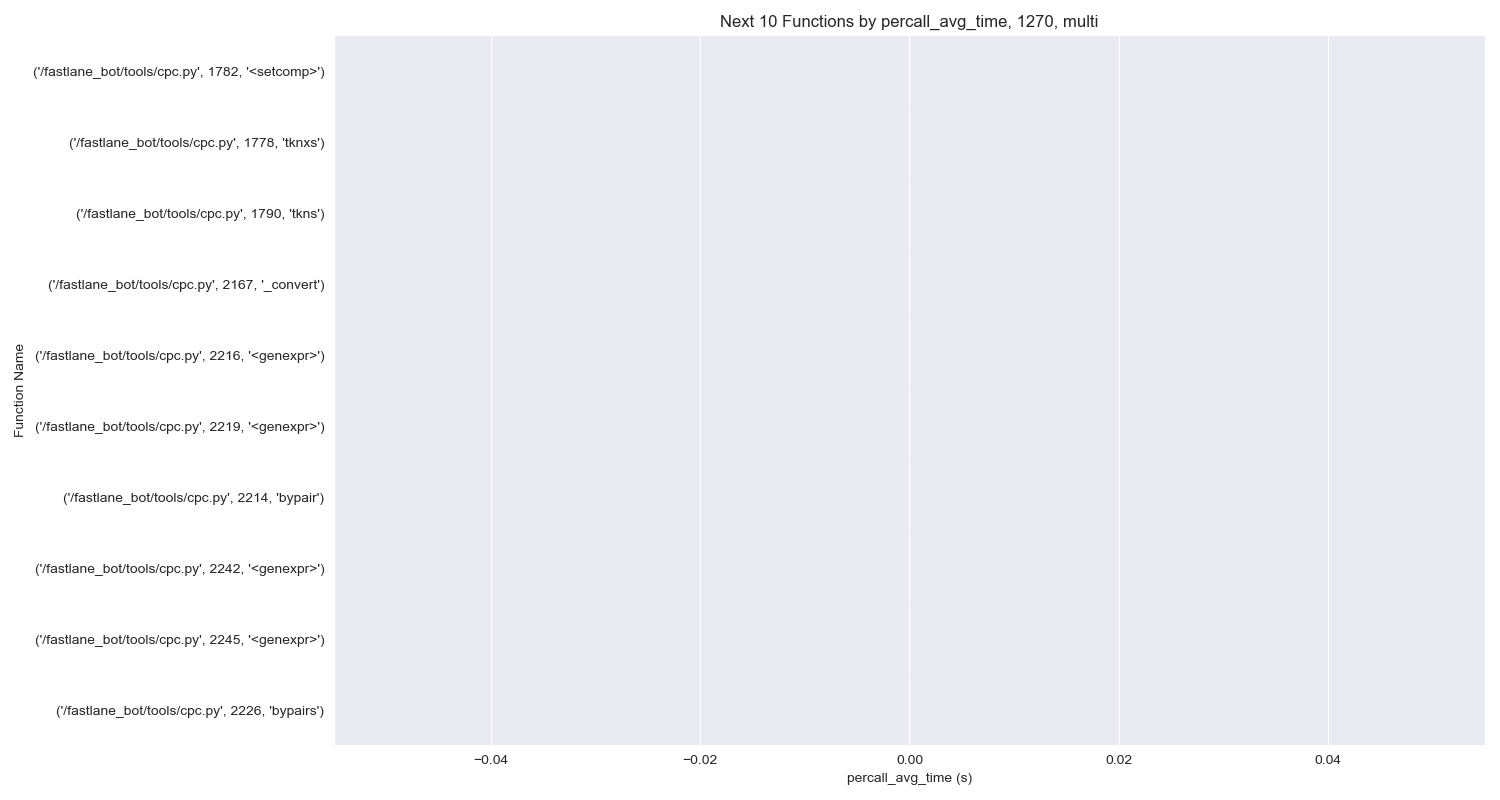 Next 10 Functions by percall_avg_time, 1270, multi
('/fastlane_bot/tools/cpc.py', 1782, '<setcomp>')
('/fastlane_bot/tools/cpc.py', 1778, 'tknxs')
('/fastlane_bot/tools/cpc.py', 1790, 'tkns')
('/fastlane_bot/tools/cpc.py', 2167, '_convert')
('/fastlane_bot/tools/cpc.py', 2216, '<genexpr>')
('/fastlane_bot/tools/cpc.py', 2219, '<genexpr>')
('/fastlane_bot/tools/cpc.py', 2214, 'bypair')
('/fastlane_bot/tools/cpc.py', 2242, '<genexpr>')
('/fastlane_bot/tools/cpc.py', 2245, '<genexpr>')
('/fastlane_bot/tools/cpc.py', 2226, 'bypairs')
Function Name
−0.04 −0.02 0.00 0.02 0.04
percall_avg_time (s)